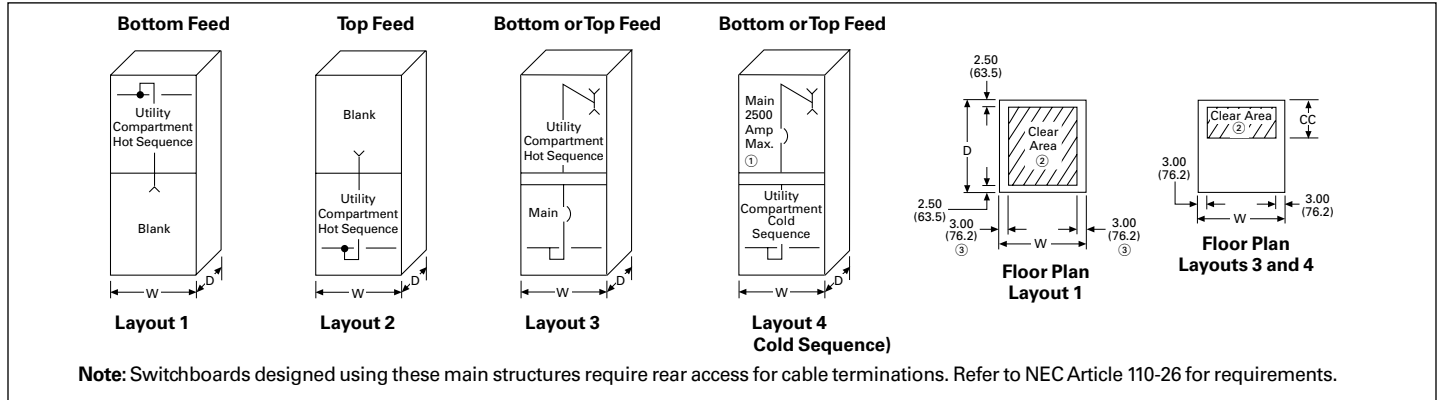 Bottom Feed
Top Feed
Bottom or Top Feed
Bottom or Top Feed
Utility
Compartment
Hot Sequence
Blank
W
D
Layout 1
Blank
Utility
Compartment
Hot Sequence
W
D
Layout 2
Utility
Compartment
Hot Sequence
Main
W
D
Layout 3
Main
2500
Amp
Max.
①
Utility
Compartment
Cold
Sequence
W
D
Layout 4
Cold Sequence)
2.50
(63.5)
D
Clear
Area
②
2.50
(63.5)
3.00
(76.2)
③
W
3.00
(76.2)
③
Floor Plan
Layout 1
Clear Area
②
CC
3.00
(76.2)
W
3.00
(76.2)
Floor Plan
Layouts 3 and 4
Note: Switchboards designed using these main structures require rear access for cable terminations. Refer to NEC Article 110-26 for requirements.